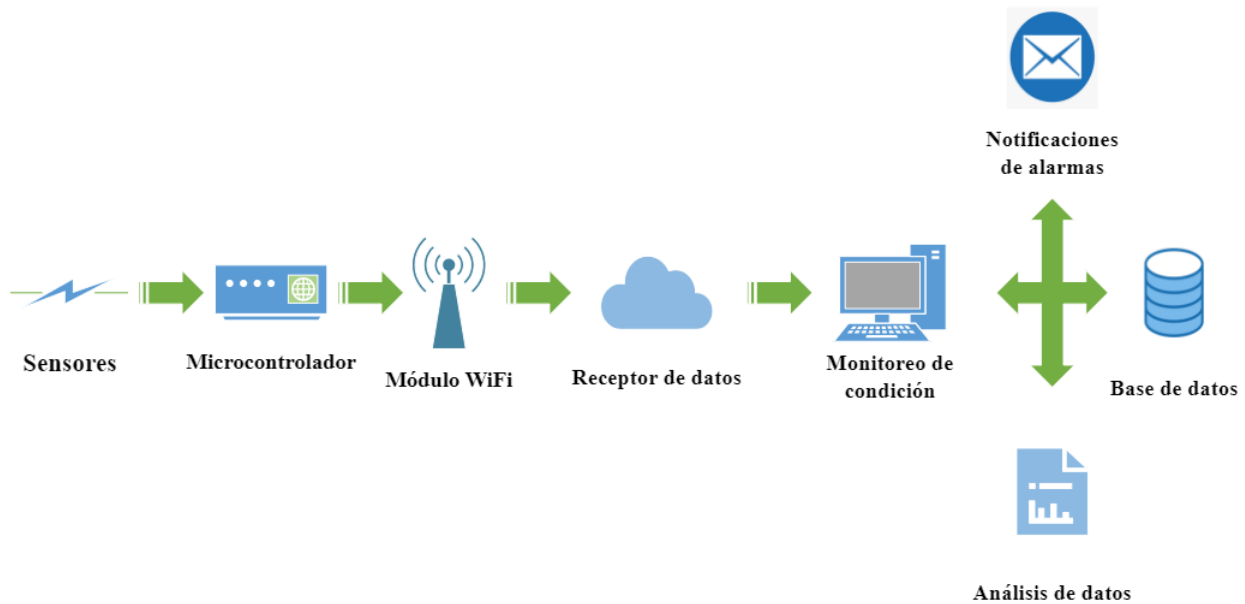 Notificaciones
de alarmas
Sensores
Microcontrolador
Módulo WiFi
Receptor de datos
Monitoreo de
condición
Base de datos
Análisis de datos